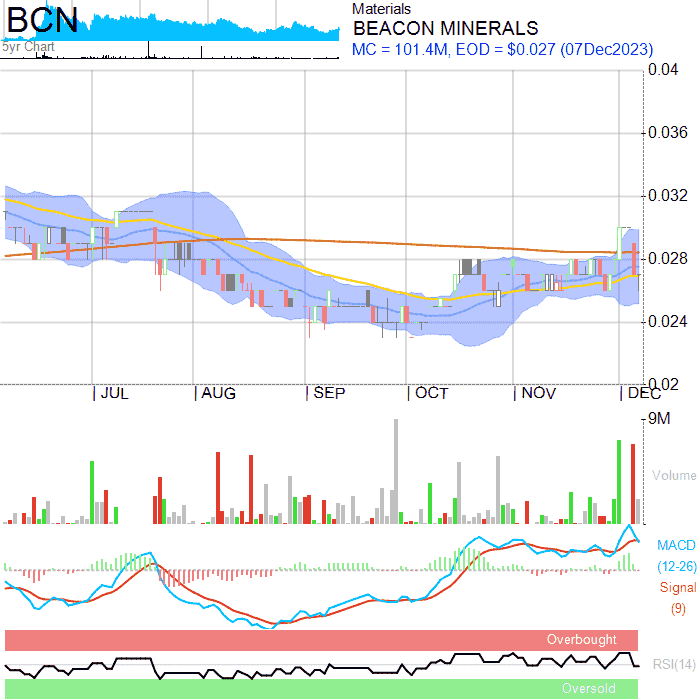 BCN
5yr Chart
Materials
BEACON MINERALS
MC = 101.4M, EOD = $0.027 (07Dec2023)
0.04
0.036
0.032
0.028
0.024
0.02
JUL
AUG
SEP
OCT
NOV
DEC
9M
Volume
MACD
(12-26)
Signal
(9)
Overbought
RSI(14)
Oversold